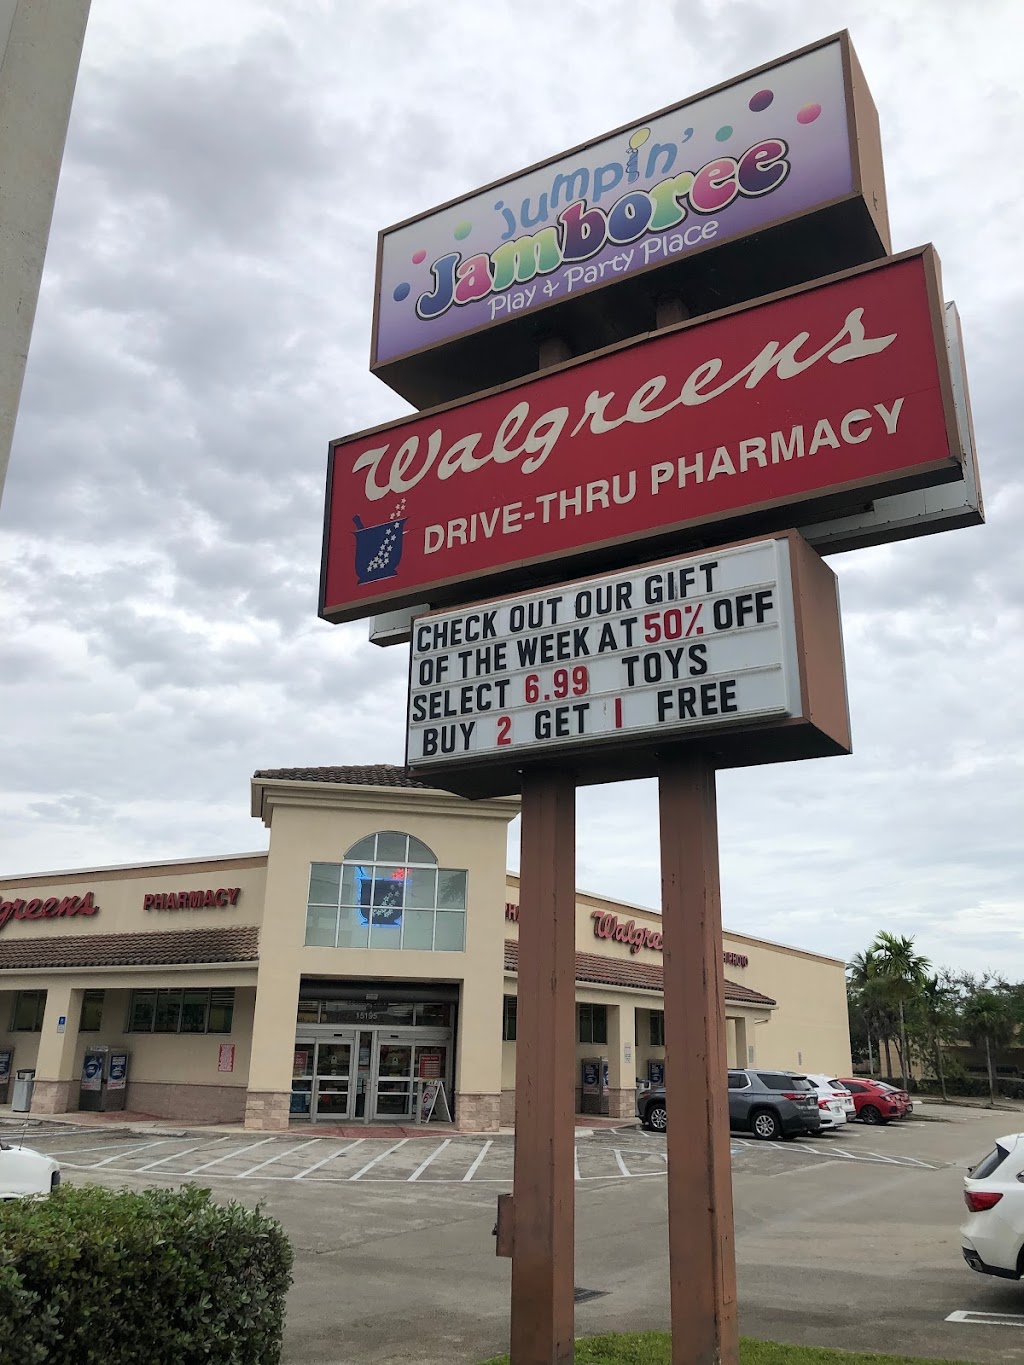 jumpin'
Jamboree
Play & Party Place
Walgreens
DRIVE-THRU PHARMACY
CHECK OUT OUR GIFT
OF THE WEEK AT 50% OFF
SELECT 6.99 TOYS
BUY 2 GET 1 FREE
greens PHARMACY
Walgre
PHOTO
15195